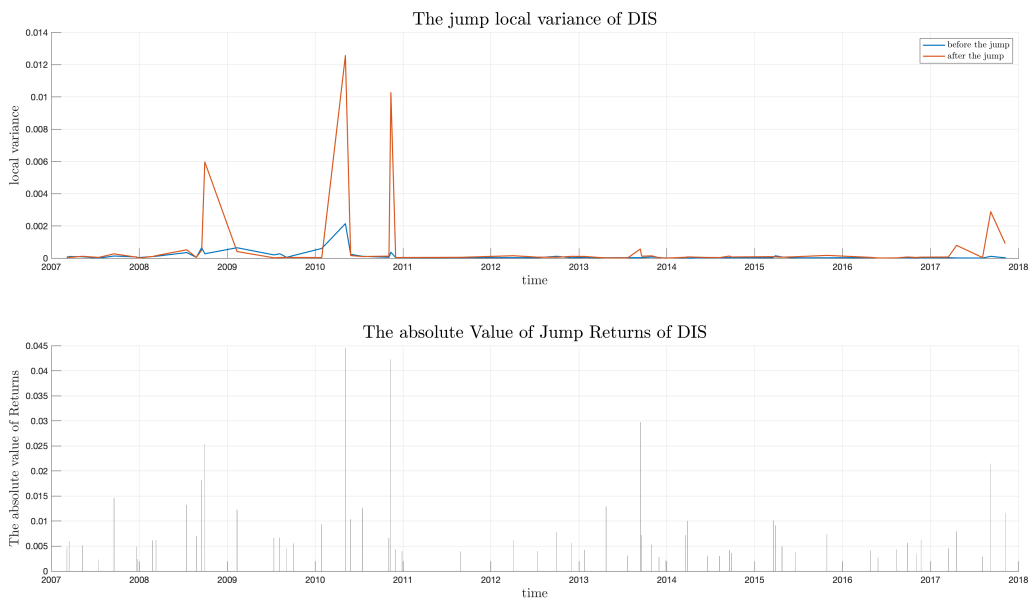 The jump local variance of DIS
before the jump
after the jump
local variance
0.014
0.012
0.01
0.008
0.006
0.004
0.002
0
2007 2008 2009 2010 2011 2012 2013 2014 2015 2016 2017 2018
time
The absolute Value of Jump Returns of DIS
The absolute value of Returns
0.045
0.04
0.035
0.03
0.025
0.02
0.015
0.01
0.005
0
2007 2008 2009 2010 2011 2012 2013 2014 2015 2016 2017 2018
time